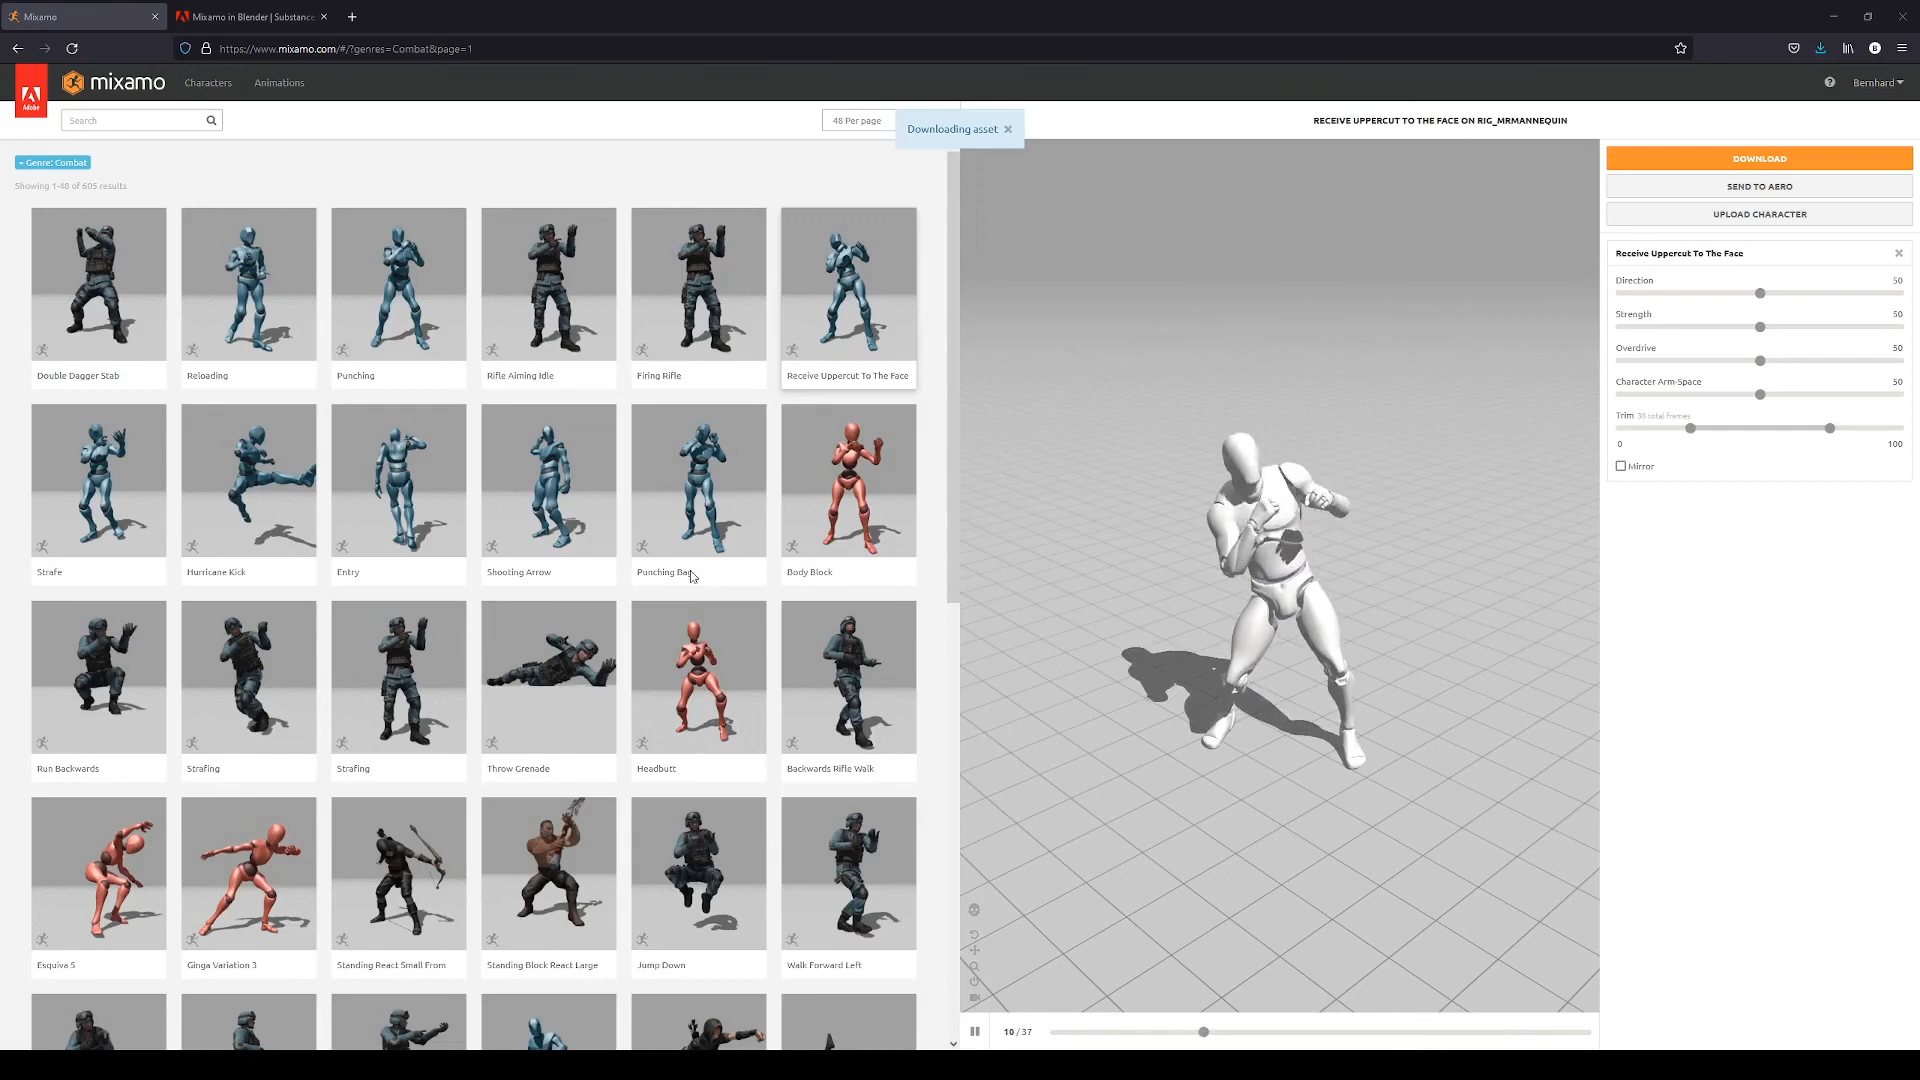 Mixamo
Mixamo in Blender | Substance
https://www.mixamo.com/#/?genres=Combat&page=1
Adobe
mixamo
Characters
Animations
Bernhard
Search
48 Per page
Downloading asset
RECEIVE UPPERCUT TO THE FACE ON RIG_MRMANNEQUIN
Genre: Combat
Showing 1-48 of 605 results
DOWNLOAD
SEND TO AERO
UPLOAD CHARACTER
Receive Uppercut To The Face
Direction 50
Strength 50
Overdrive 50
Character Arm-Space 50
Trim 38 total frames
0 100
Mirror
Double Dagger Stab
Reloading
Punching
Rifle Aiming Idle
Firing Rifle
Receive Uppercut To The Face
Strafe
Hurricane Kick
Entry
Shooting Arrow
Punching Bag
Body Block
Run Backwards
Strafing
Strafing
Throw Grenade
Headbutt
Backwards Rifle Walk
Esquiva 5
Ginga Variation 3
Standing React Small From
Standing Block React Large
Jump Down
Walk Forward Left
10 / 37